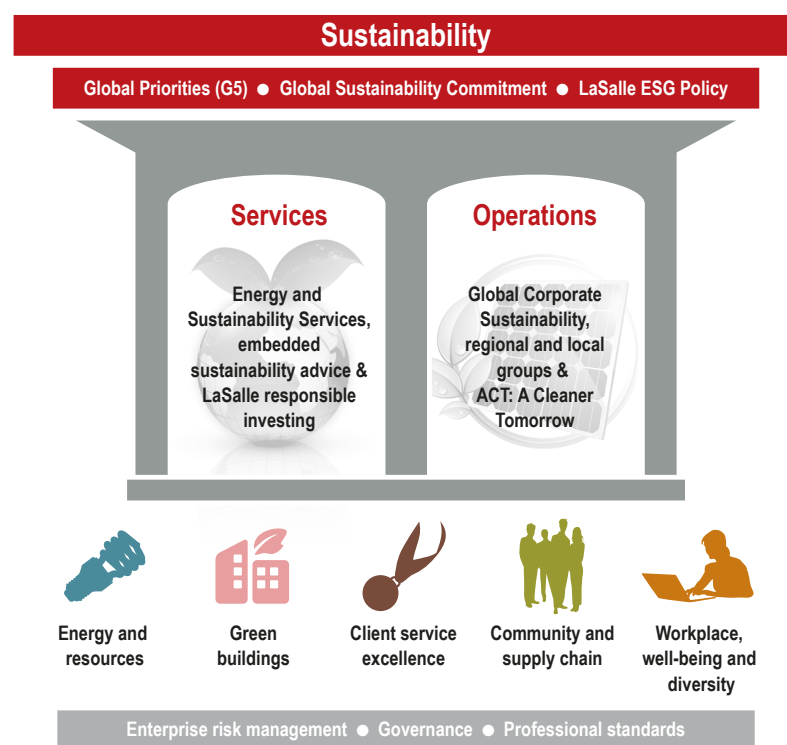 Sustainability
Global Priorities (G5) ● Global Sustainability Commitment ● LaSalle ESG Policy
Services
Energy and
Sustainability Services,
embedded
sustainability advice &
LaSalle responsible
investing
Operations
Global Corporate
Sustainability,
regional and local
groups &
ACT: A Cleaner
Tomorrow
Energy and
resources
Green
buildings
Client service
excellence
Community and
supply chain
Workplace,
well-being and
diversity
Enterprise risk management ● Governance ● Professional standards